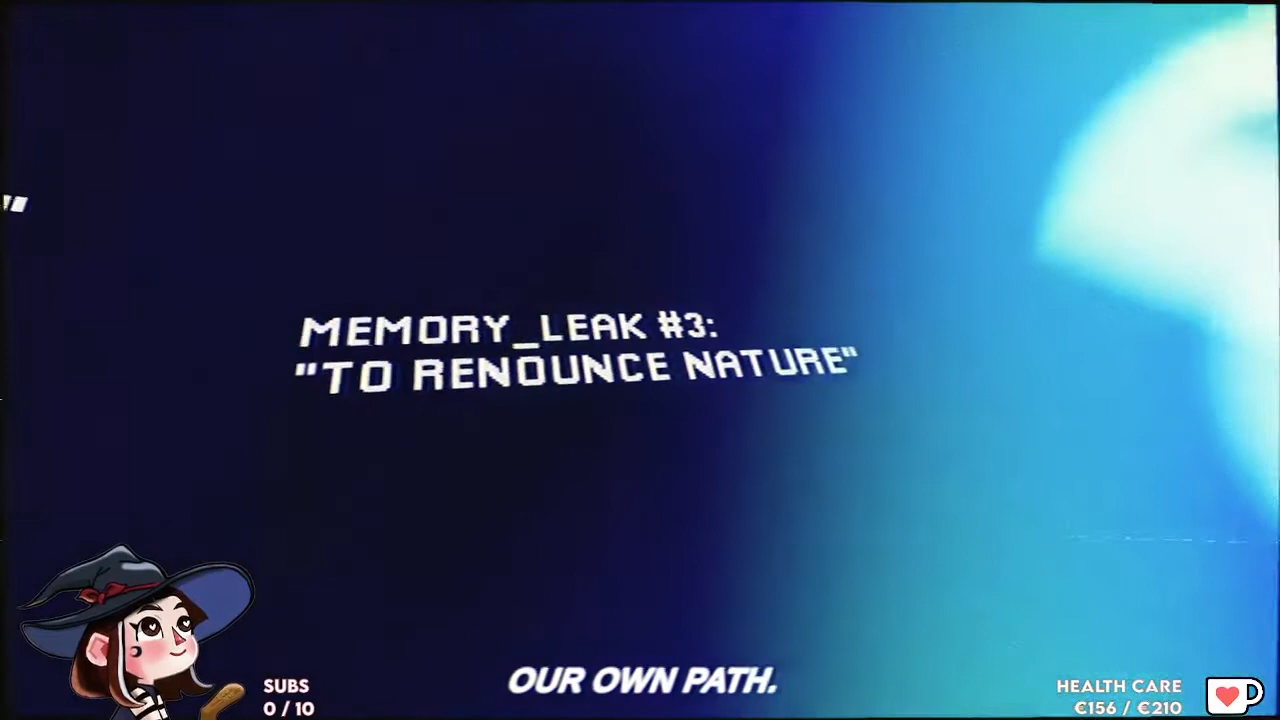 "
MEMORY_LEAK #3:
"TO RENOUNCE NATURE"
OUR OWN PATH.
SUBS
0 / 10
HEALTH CARE
€156 / €210